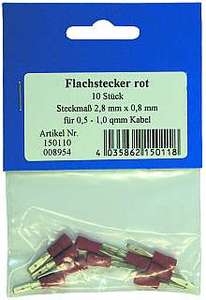 Flachstecker rot
10 Stück
Steckmaß 2,8 mm x 0,8 mm
für 0,5 - 1,0 qmm Kabel
Artikel Nr.
150110
008954
4 035862 150118